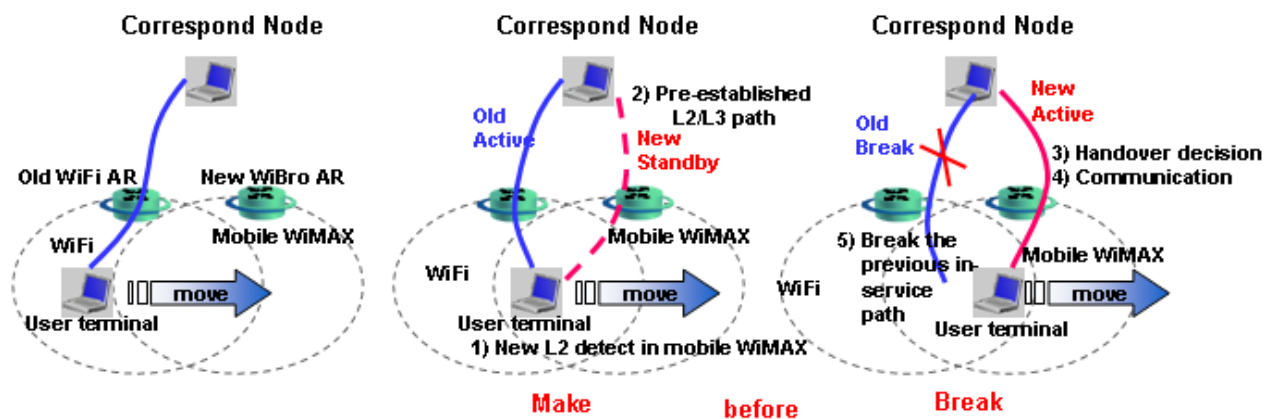 Correspond Node
Old WiFi AR
New WiBro AR
WiFi
Mobile WiMAX
move
User terminal
Correspond Node
2) Pre-established
L2/L3 path
Old
Active
New
Standby
Mobile WiMAX
WiFi
move
User terminal
1) New L2 detect in mobile WiMAX
Correspond Node
New
Active
Old
Break
3) Handover decision
4) Communication
5) Break the
previous in-
service
path
Mobile WiMAX
WiFi
move
User terminal
Make before Break